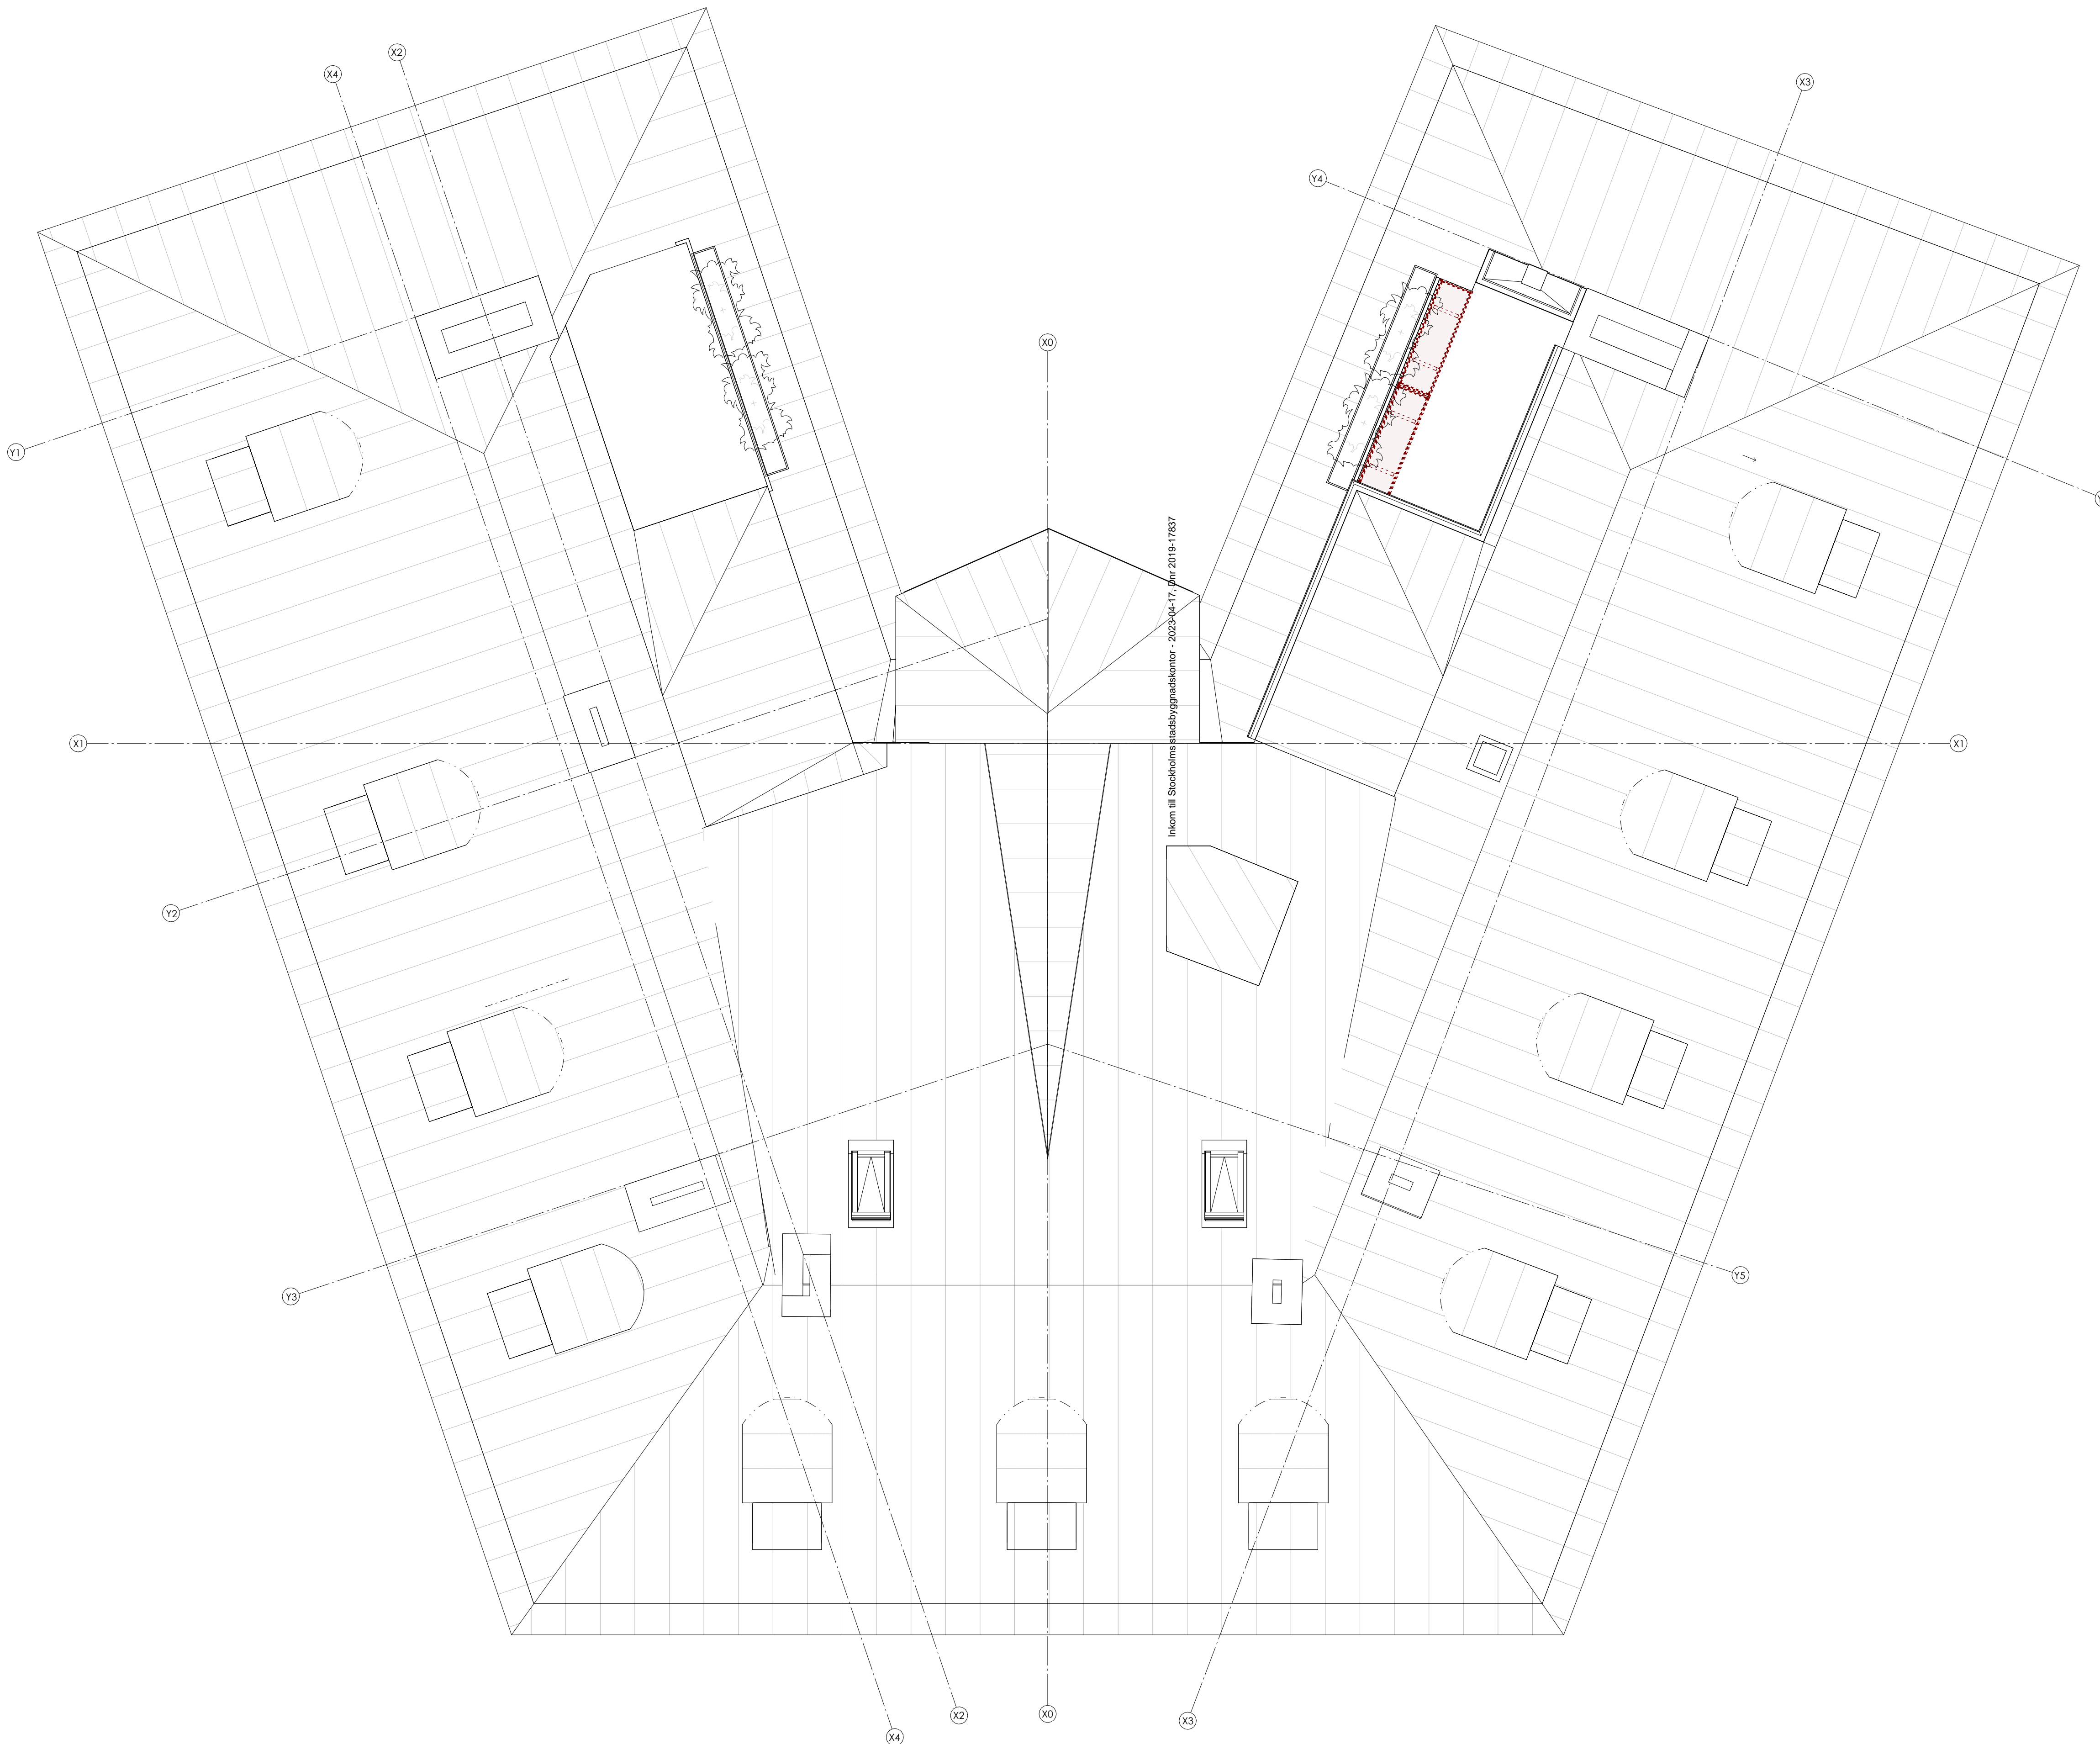 X2
X4
X3
Y4
X0
Y1
Inkom till Stockholms stadsbyggnadskontor - 2023-04-17, Dnr 2019-17837
X1
X1
Y2
Y5
Y3
X0
X2
X3
X4